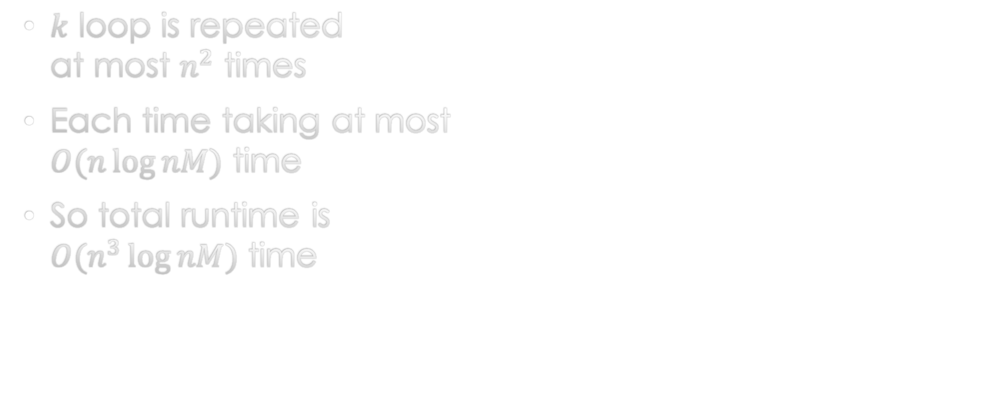 ○ k loop is repeated
at most n² times
○ Each time taking at most
O(n log nM) time
○ So total runtime is
O(n³ log nM) time